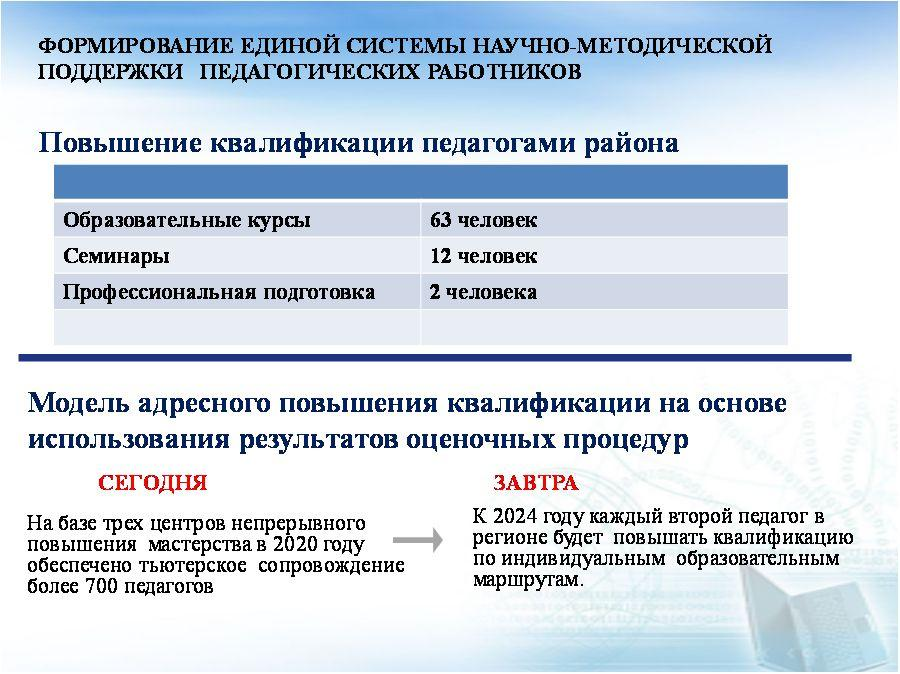 ФОРМИРОВАНИЕ ЕДИНОЙ СИСТЕМЫ НАУЧНО-МЕТОДИЧЕСКОЙ
ПОДДЕРЖКИ ПЕДАГОГИЧЕСКИХ РАБОТНИКОВ
Повышение квалификации педагогами района
Образовательные курсы 63 человек
Семинары 12 человек
Профессиональная подготовка 2 человека
Модель адресного повышения квалификации на основе
использования результатов оценочных процедур
СЕГОДНЯ
На базе трех центров непрерывного
повышения мастерства в 2020 году
обеспечено тьютерское сопровождение
более 700 педагогов
ЗАВТРА
К 2024 году каждый второй педагог в
регионе будет повышать квалификацию
по индивидуальным образовательным
маршрутам.